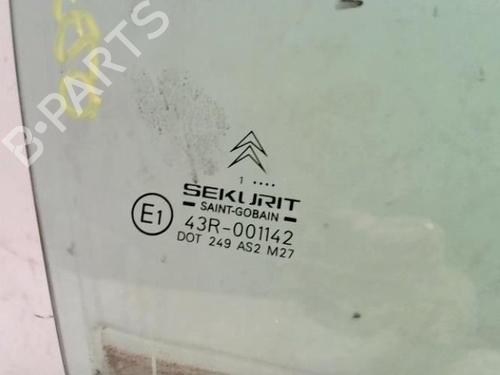 B-PARTS
1 ....
SEKURIT
SAINT-GOBAIN
E1
43R-001142
DOT 249 AS2 M27